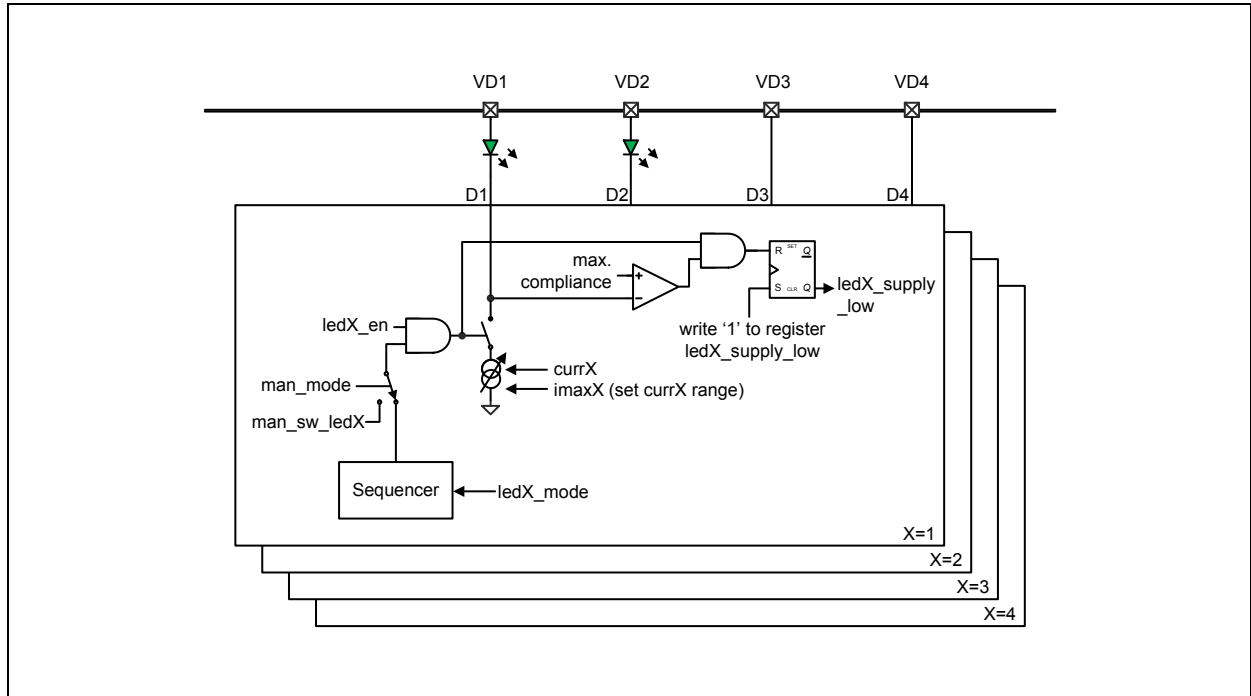 VD1
VD2
VD3
VD4
D1
D2
D3
D4
max.
compliance
R
SET
Q
S
CLR
Q
ledX_supply
_low
write '1' to register
ledX_supply_low
ledX_en
man_mode
man_sw_ledX
currX
imaxX (set currX range)
Sequencer
ledX_mode
X=1
X=2
X=3
X=4